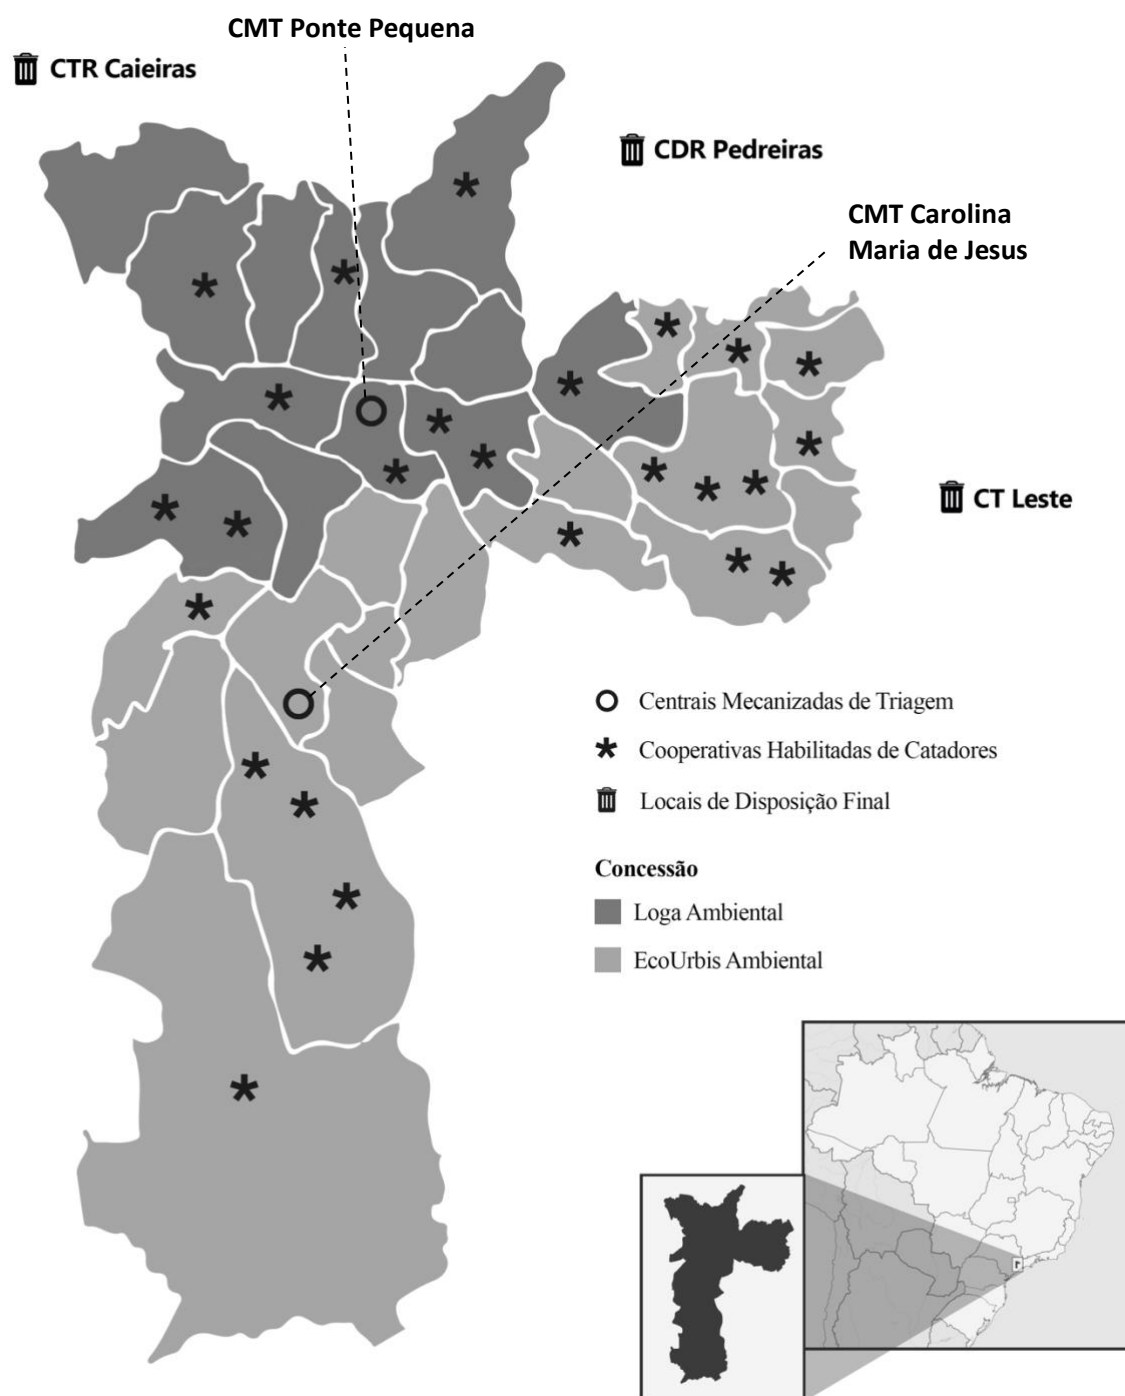 CMT Ponte Pequena
CTR Caieiras
CDR Pedreiras
CMT Carolina
Maria de Jesus
CT Leste
Centrais Mecanizadas de Triagem
Cooperativas Habilitadas de Catadores
Locais de Disposição Final
Concessão
Loga Ambiental
EcoUrbis Ambiental